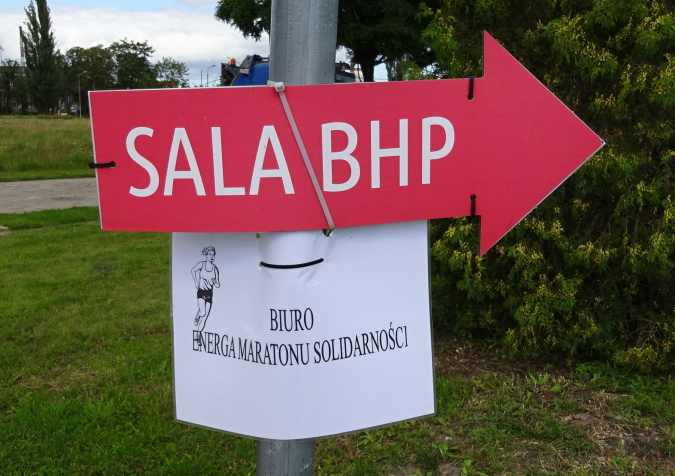 SALA BHP
BIURO
ENERGA MARATONU SOLIDARNOŚCI